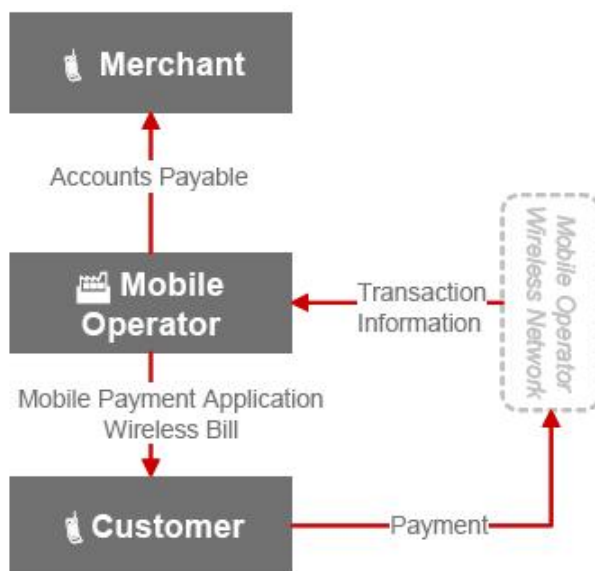 Merchant
Accounts Payable
Mobile
Operator
Transaction
Information
Mobile Operator
Wireless Network
Mobile Payment Application
Wireless Bill
Customer
Payment